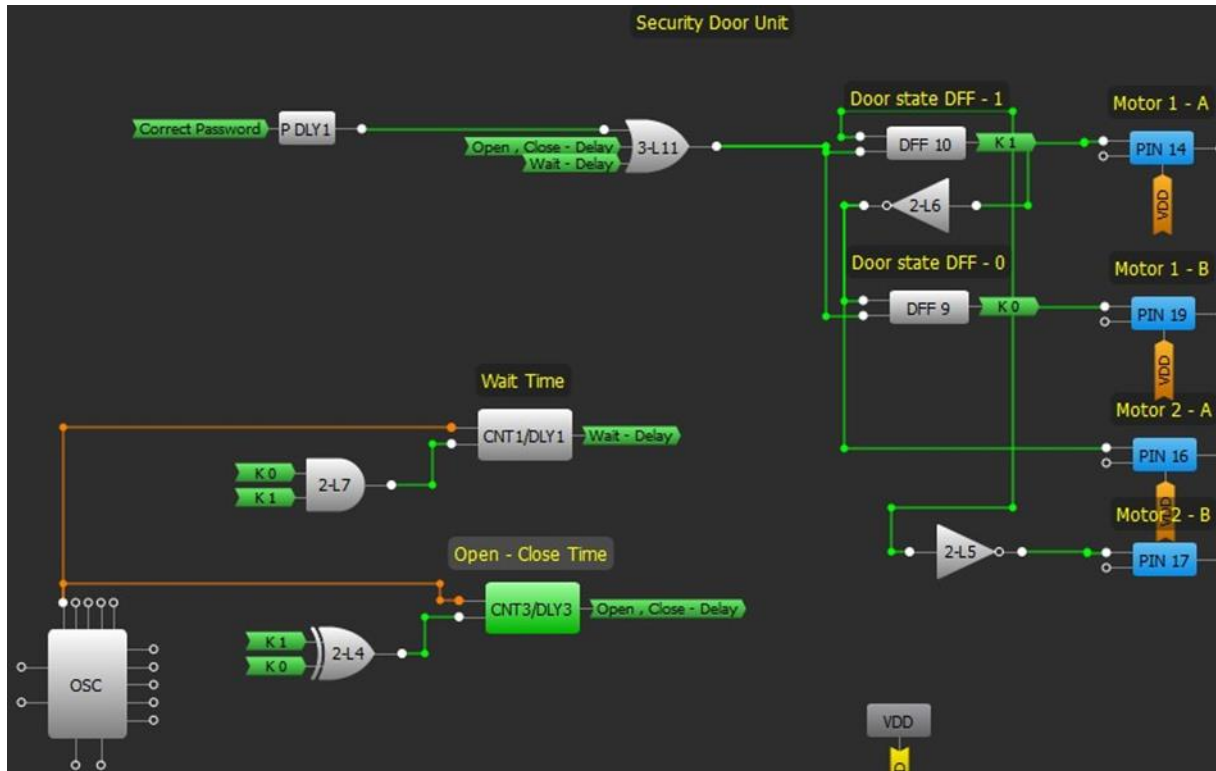 Security Door Unit
Door state DFF - 1
Motor 1 - A
Correct Password
P DLY1
Open , Close - Delay
Wait - Delay
3-L11
DFF 10
K 1
PIN 14
VDD
2-L6
Door state DFF - 0
Motor 1 - B
DFF 9
K 0
PIN 19
VDD
Wait Time
CNT1/DLY1
Wait - Delay
Motor 2 - A
K 0
K 1
2-L7
PIN 16
VDD
Motor 2 - B
Open - Close Time
2-L5
PIN 17
CNT3/DLY3
Open , Close - Delay
K 1
K 0
2-L4
OSC
VDD